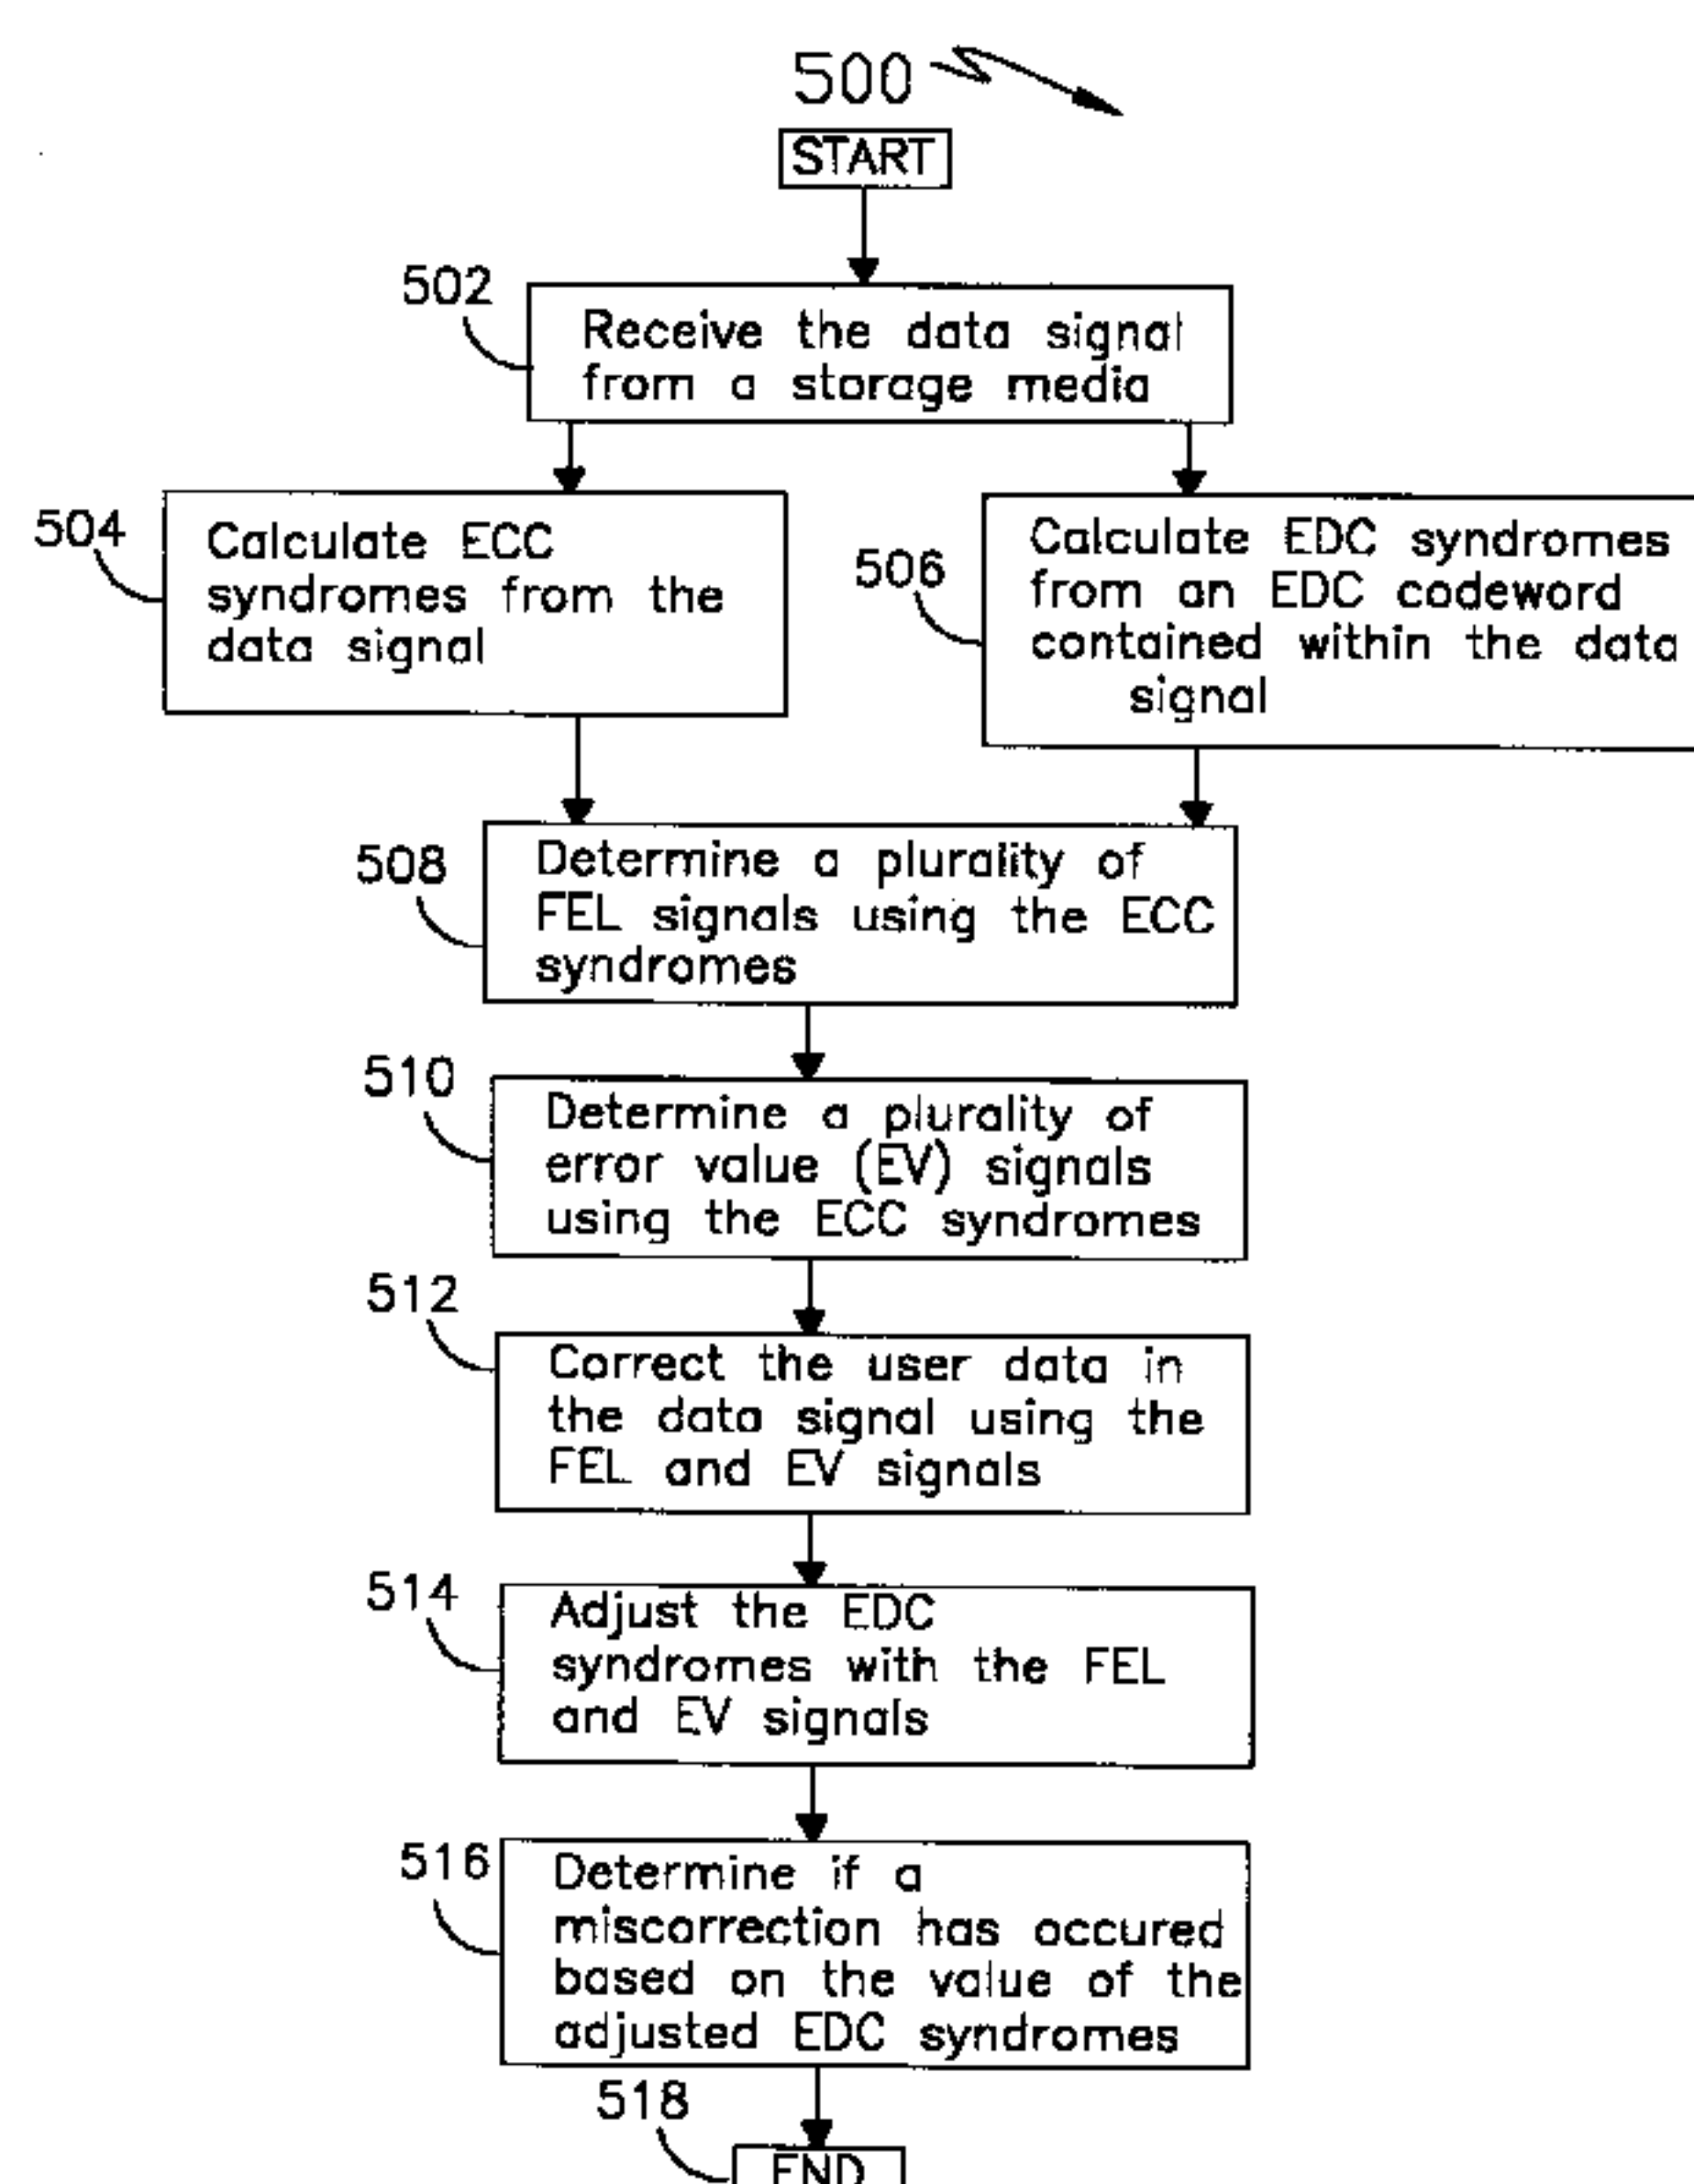 500
START
502
Receive the data signal
from a storage media
504
Calculate ECC
syndromes from the
data signal
506
Calculate EDC syndromes
from an EDC codeword
contained within the data
signal
508
Determine a plurality of
FEL signals using the ECC
syndromes
510
Determine a plurality of
error value (EV) signals
using the ECC syndromes
512
Correct the user data in
the data signal using the
FEL and EV signals
514
Adjust the EDC
syndromes with the FEL
and EV signals
516
Determine if a
miscorrection has occured
based on the value of the
adjusted EDC syndromes
518
END